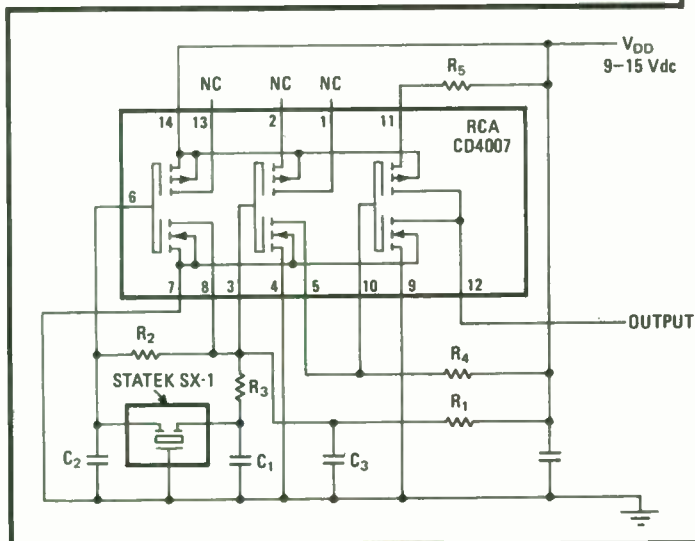 V_DD
9–15 Vdc
R5
NC NC NC
14 13 2 1 11
RCA
CD4007
6
7 8 3 4 5 10 9 12
OUTPUT
R2
R4
STATEK SX-1
R3
R1
C2 C1 C3